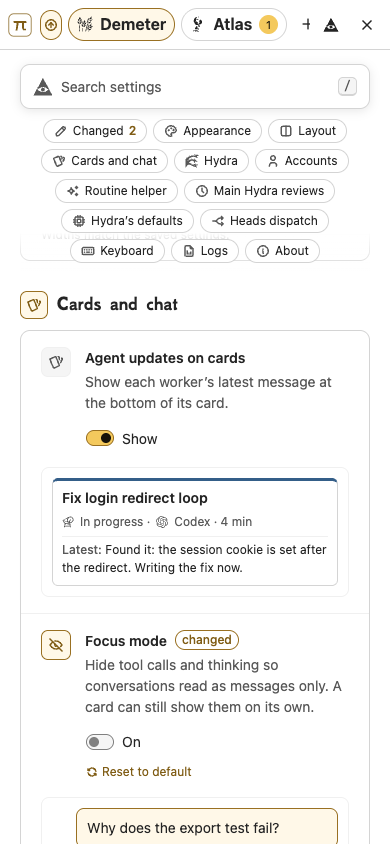 π
Demeter
Atlas 1
Search settings /
Changed 2
Appearance
Layout
Cards and chat
Hydra
Accounts
Routine helper
Main Hydra reviews
Hydra's defaults
Heads dispatch
Keyboard
Logs
About
Cards and chat
Agent updates on cards
Show each worker's latest message at
the bottom of its card.
Show
Fix login redirect loop
In progress · Codex · 4 min
Latest: Found it: the session cookie is set after
the redirect. Writing the fix now.
Focus mode changed
Hide tool calls and thinking so
conversations read as messages only. A
card can still show them on its own.
On
Reset to default
Why does the export test fail?